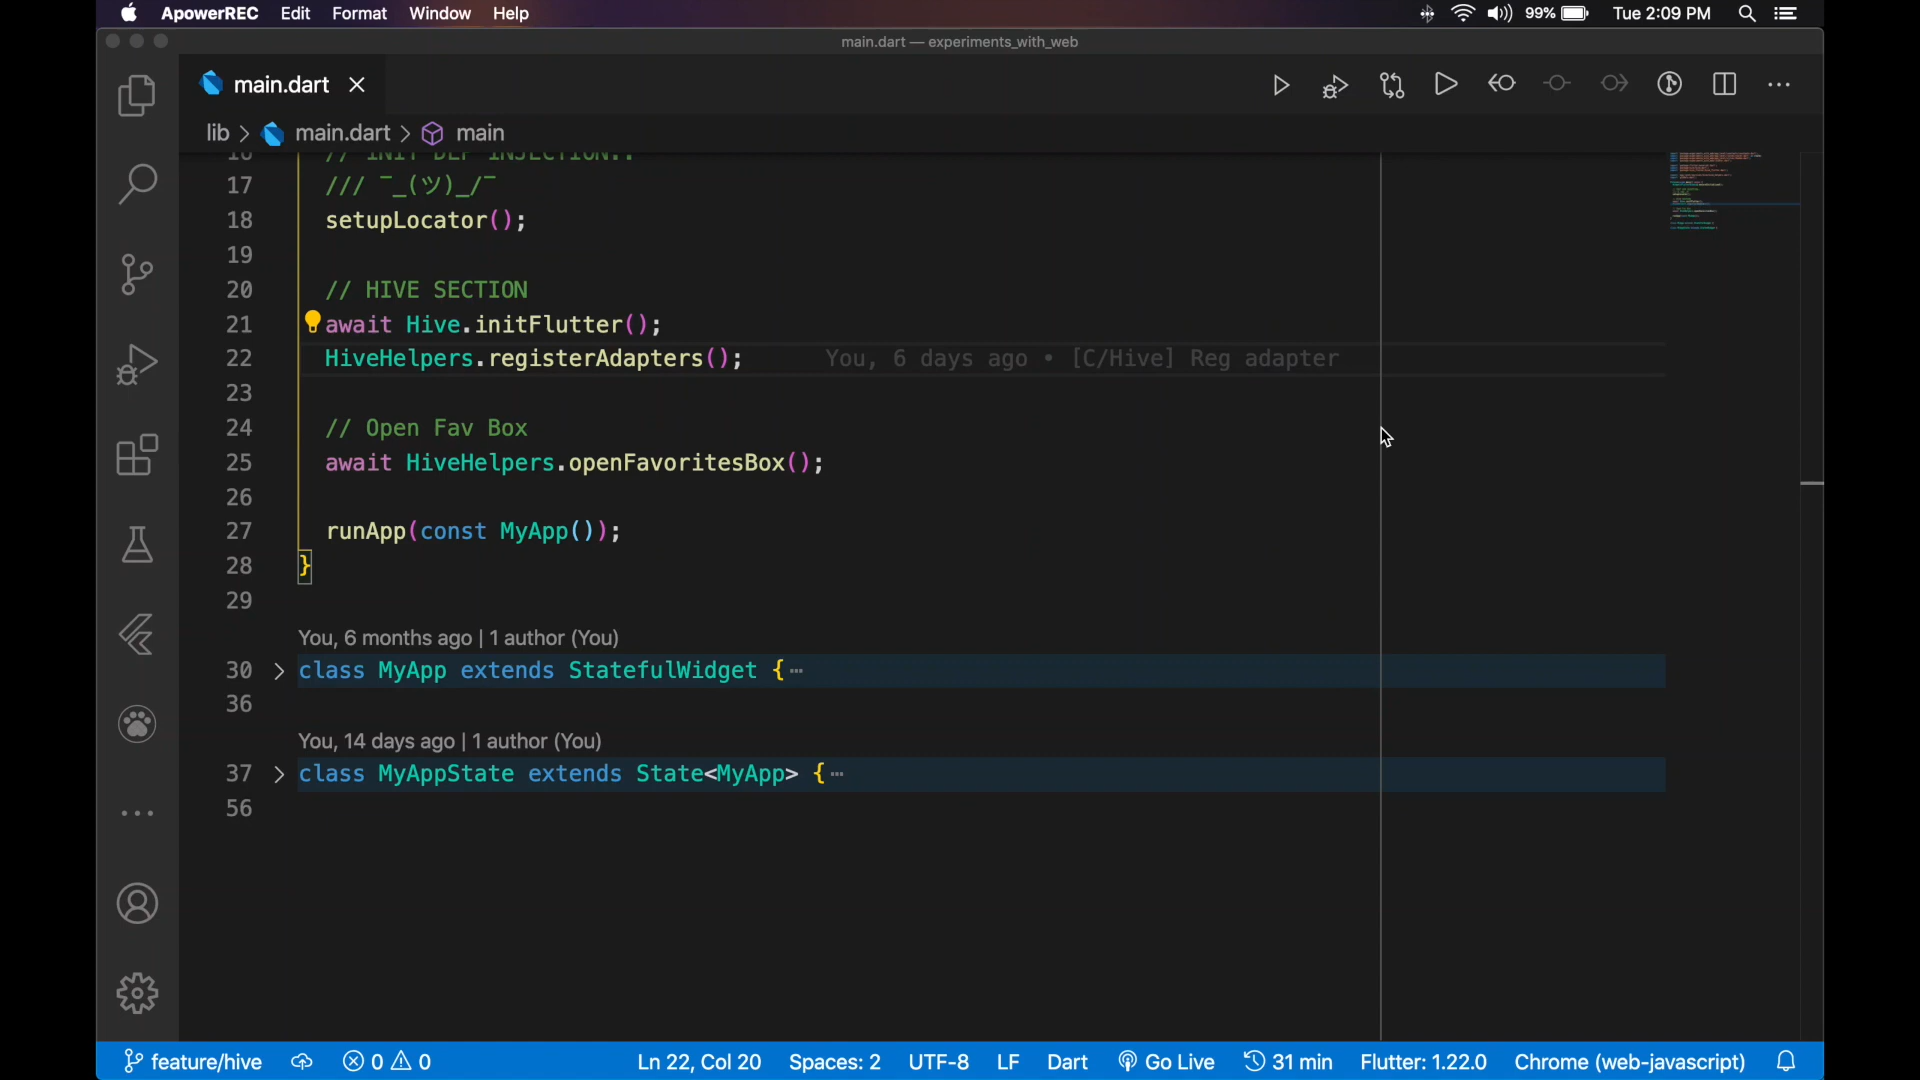 ApowerREC Edit Format Window Help 99% Tue 2:09 PM
main.dart — experiments_with_web
main.dart
lib > main.dart > main
16 // INIT DEP INJECTION..
17 /// ¯_(ツ)_/¯
18 setupLocator();
19
20 // HIVE SECTION
21 await Hive.initFlutter();
22 HiveHelpers.registerAdapters(); You, 6 days ago • [C/Hive] Reg adapter
23
24 // Open Fav Box
25 await HiveHelpers.openFavoritesBox();
26
27 runApp(const MyApp());
28 }
29
You, 6 months ago | 1 author (You)
30 > class MyApp extends StatefulWidget {⋯
36
You, 14 days ago | 1 author (You)
37 > class MyAppState extends State<MyApp> {⋯
56
feature/hive 0 0 Ln 22, Col 20 Spaces: 2 UTF-8 LF Dart Go Live 31 min Flutter: 1.22.0 Chrome (web-javascript)